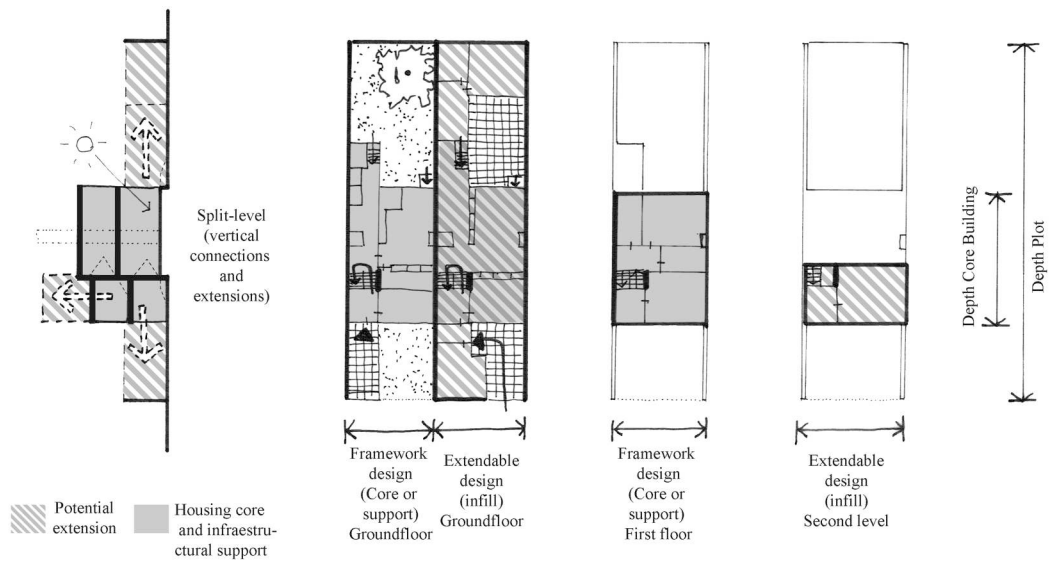 Split-level
(vertical
connections
and
extensions)
Depth Core Building
Depth Plot
Framework
design
(Core or
support)
Groundfloor
Extendable
design
(infill)
Groundfloor
Framework
design
(Core or
support)
First floor
Extendable
design
(infill)
Second level
Potential
extension
Housing core
and infraestru-
ctural support